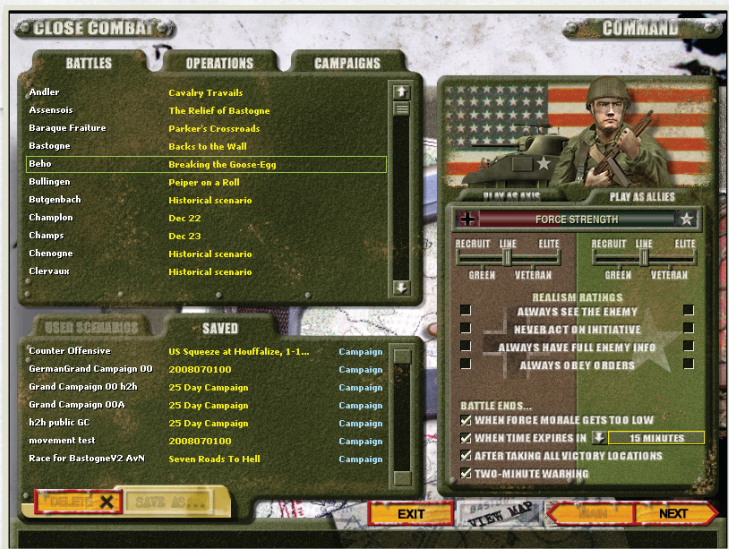 CLOSE COMBAT
COMMAND
BATTLES OPERATIONS CAMPAIGNS
Andler Cavalry Travails
Assensois The Relief of Bastogne
Baraque Fraiture Parker's Crossroads
Bastogne Backs to the Wall
Beho Breaking the Goose-Egg
Bullingen Peiper on a Roll
Butgenbach Historical scenario
Champlon Dec 22
Champs Dec 23
Chenogne Historical scenario
Clervaux Historical scenario
USER SCENARIOS SAVED
Counter Offensive US Squeeze at Houffalize, 1-1... Campaign
GermanGrand Campaign 00 2008070100 Campaign
Grand Campaign 00 h2h 25 Day Campaign Campaign
Grand Campaign 00A 25 Day Campaign Campaign
h2h public GC 25 Day Campaign Campaign
movement test 2008070100 Campaign
Race for BastogneV2 AvN Seven Roads To Hell Campaign
DELETE SAVE AS...
PLAY AS AXIS PLAY AS ALLIES
FORCE STRENGTH
RECRUIT LINE ELITE RECRUIT LINE ELITE
GREEN VETERAN GREEN VETERAN
REALISM RATINGS
ALWAYS SEE THE ENEMY
NEVER ACT ON INITIATIVE
ALWAYS HAVE FULL ENEMY INFO
ALWAYS OBEY ORDERS
BATTLE ENDS...
WHEN FORCE MORALE GETS TOO LOW
WHEN TIME EXPIRES IN 15 MINUTES
AFTER TAKING ALL VICTORY LOCATIONS
TWO-MINUTE WARNING
EXIT VIEW MAP MAIN NEXT